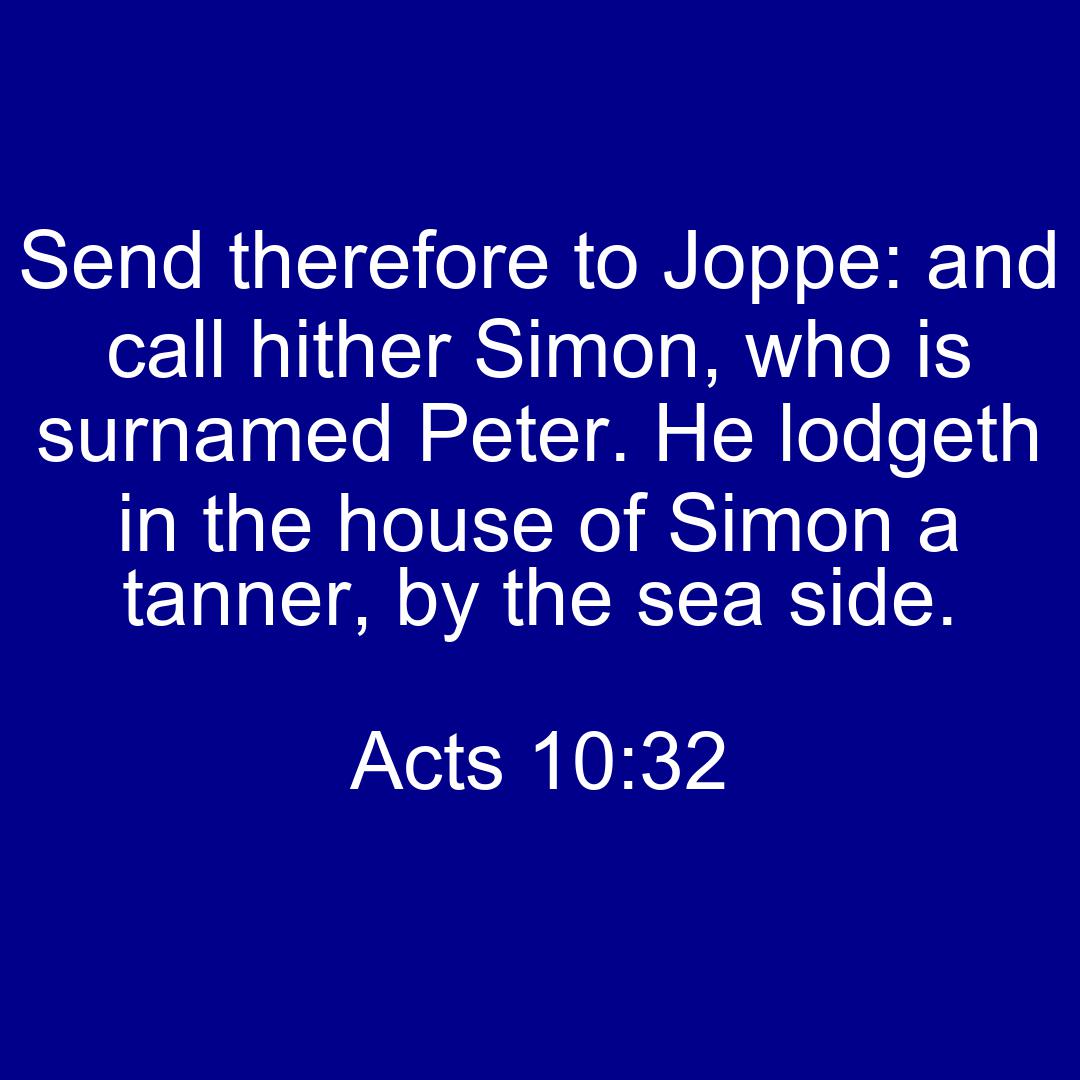 Send therefore to Joppe: and
call hither Simon, who is
surnamed Peter. He lodgeth
in the house of Simon a
tanner, by the sea side.
Acts 10:32